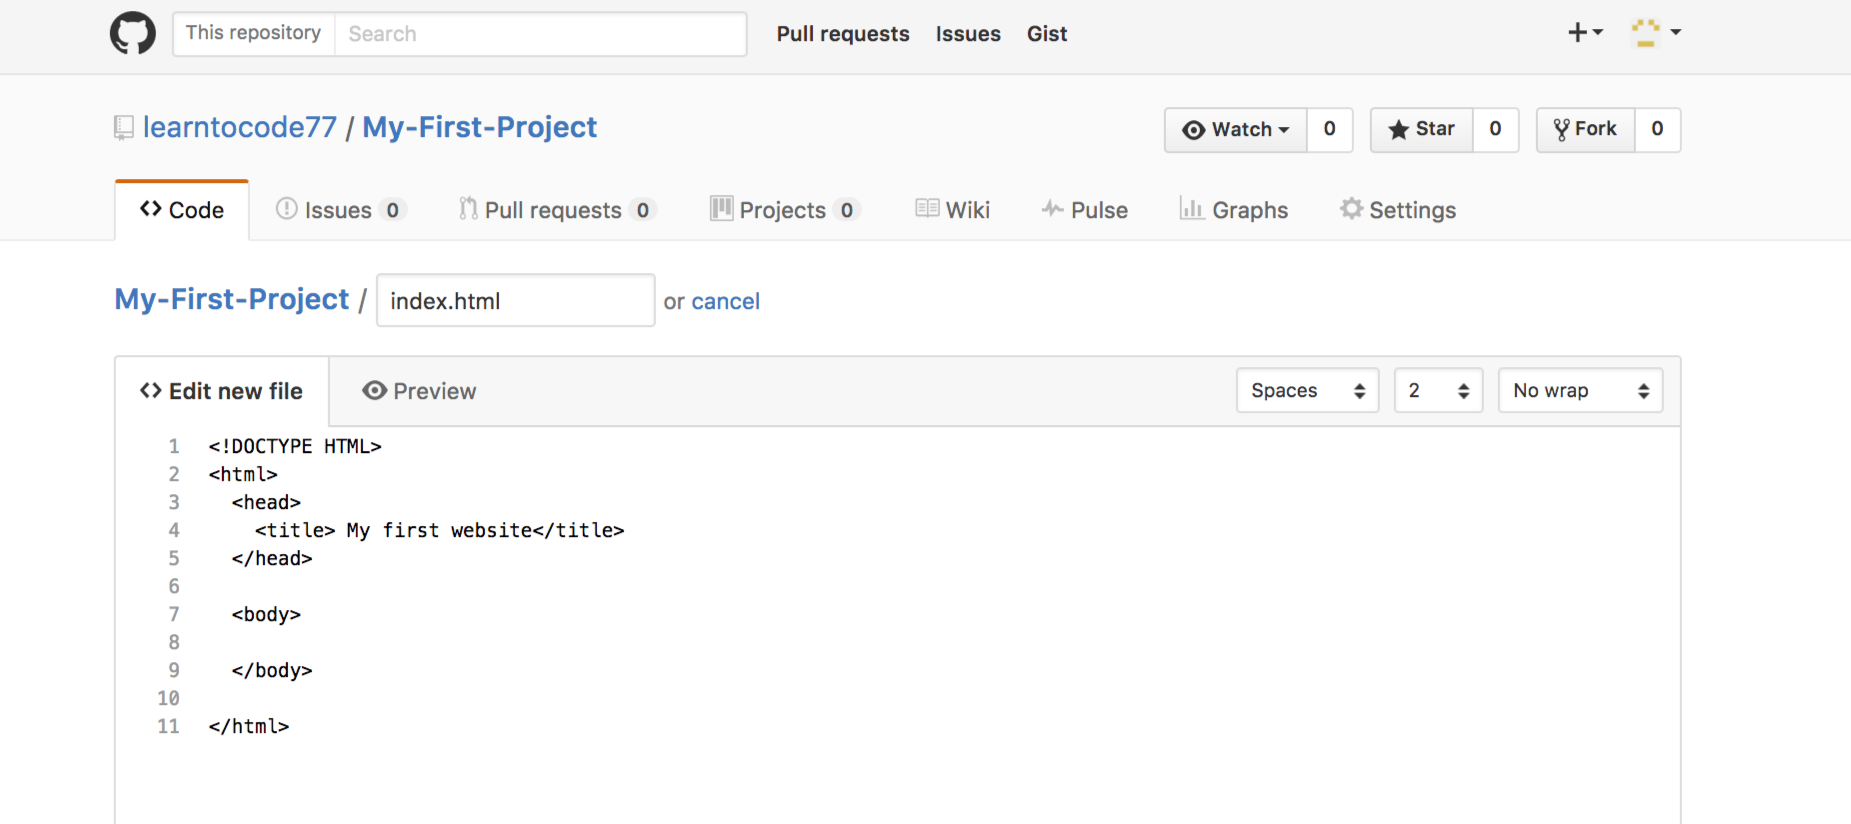 This repository Search Pull requests Issues Gist
learntocode77 / My-First-Project Watch 0 Star 0 Fork 0
Code Issues 0 Pull requests 0 Projects 0 Wiki Pulse Graphs Settings
My-First-Project / index.html or cancel
Edit new file Preview Spaces 2 No wrap
1 <!DOCTYPE HTML>
2 <html>
3   <head>
4     <title> My first website</title>
5   </head>
6
7   <body>
8
9   </body>
10
11 </html>